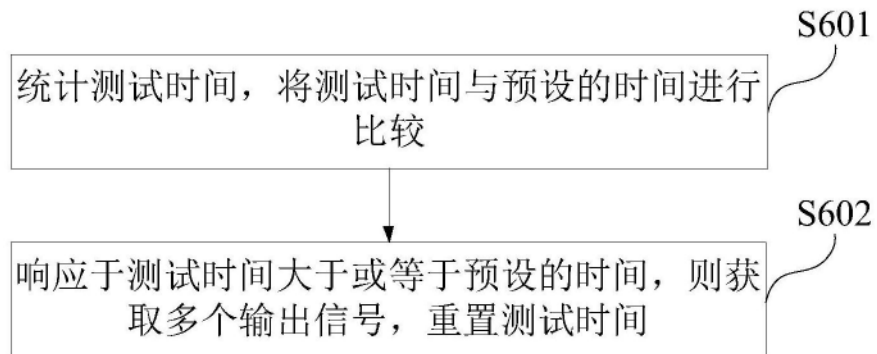 S601
统计测试时间，将测试时间与预设的时间进行
比较
S602
响应于测试时间大于或等于预设的时间，则获
取多个输出信号，重置测试时间